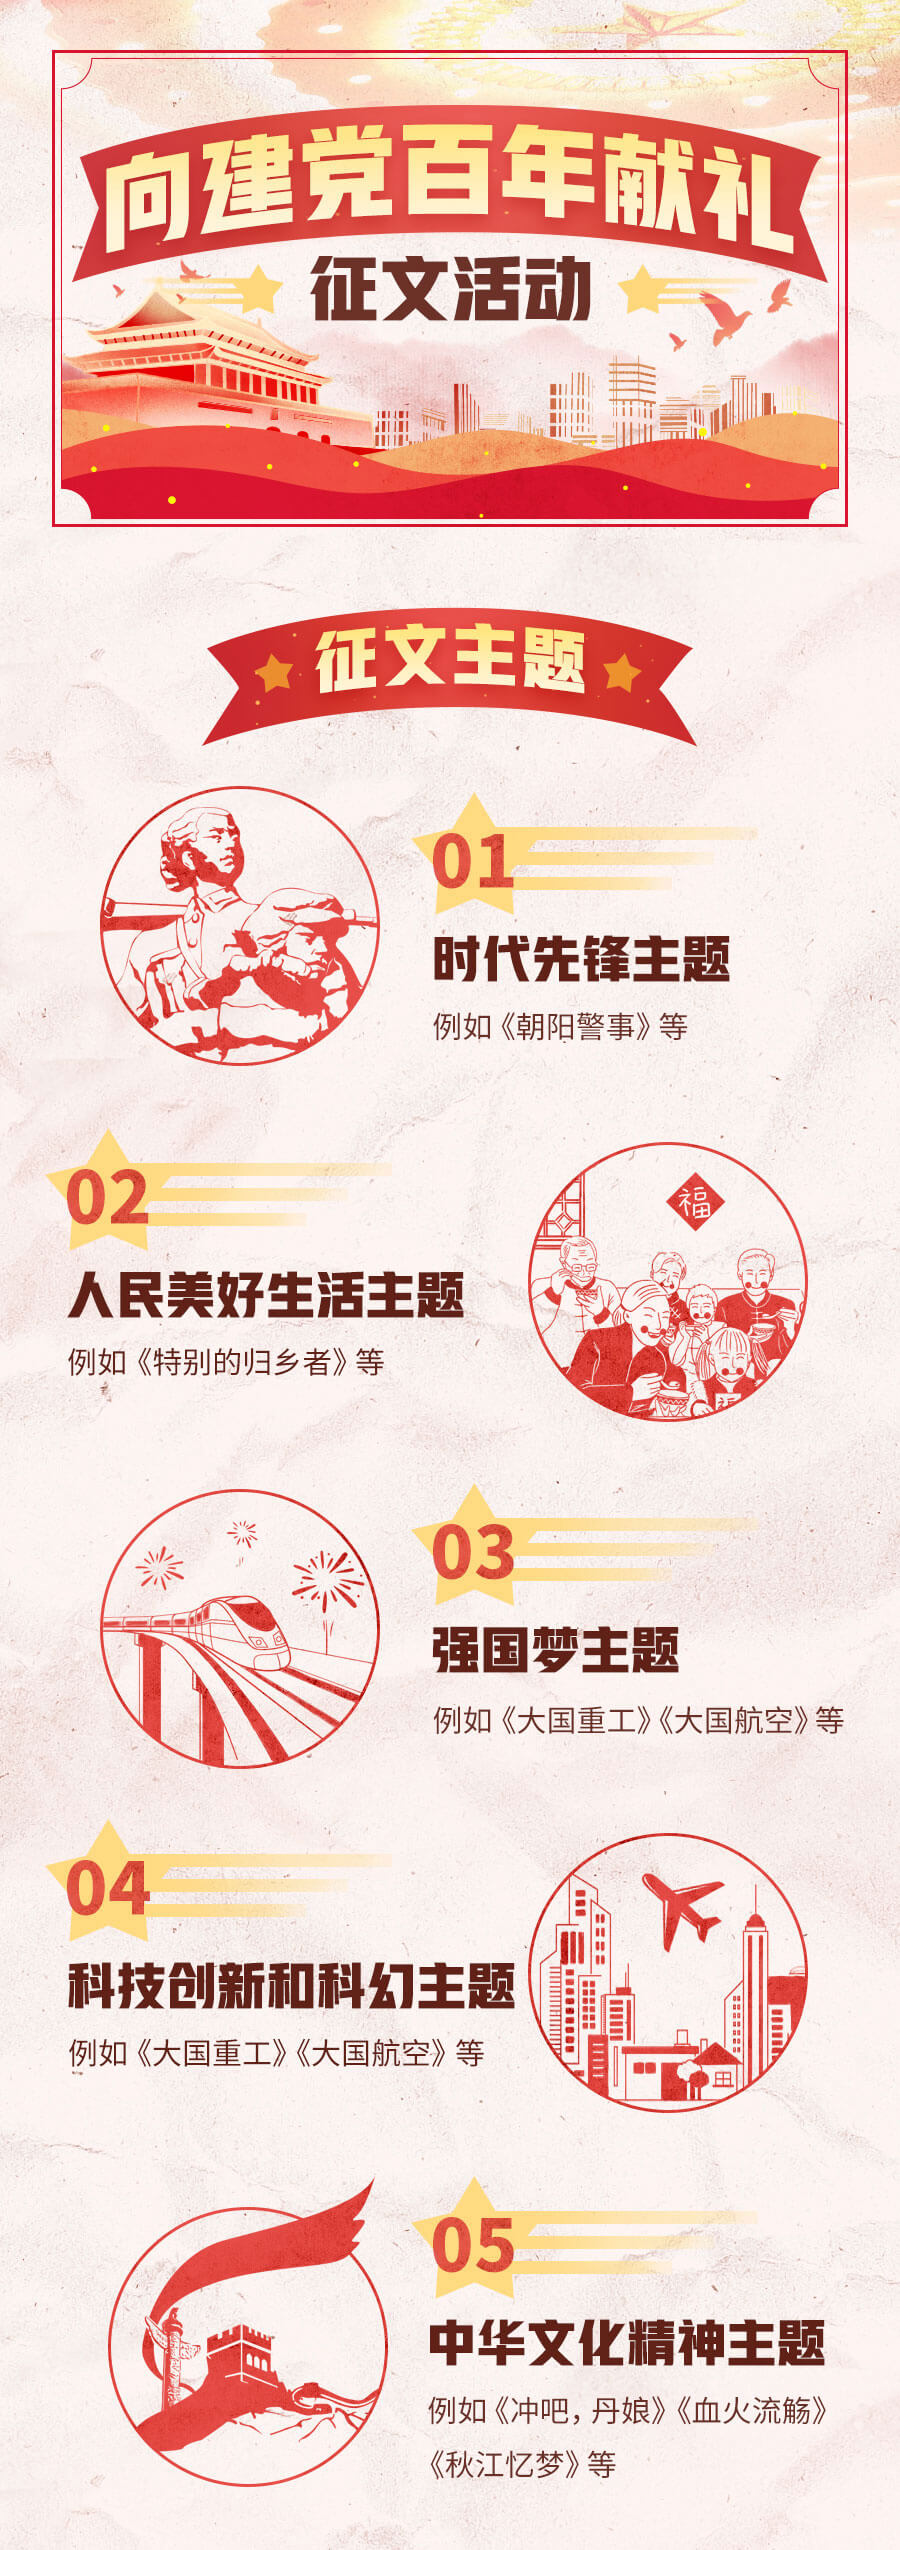 向建党百年献礼
征文活动
征文主题
01
时代先锋主题
例如《朝阳警事》等
02
福
人民美好生活主题
例如《特别的归乡者》等
福
03
强国梦主题
例如《大国重工》《大国航空》等
04
科技创新和科幻主题
例如《大国重工》《大国航空》等
05
中华文化精神主题
例如《冲吧，丹娘》《血火流觞》
《秋江忆梦》等